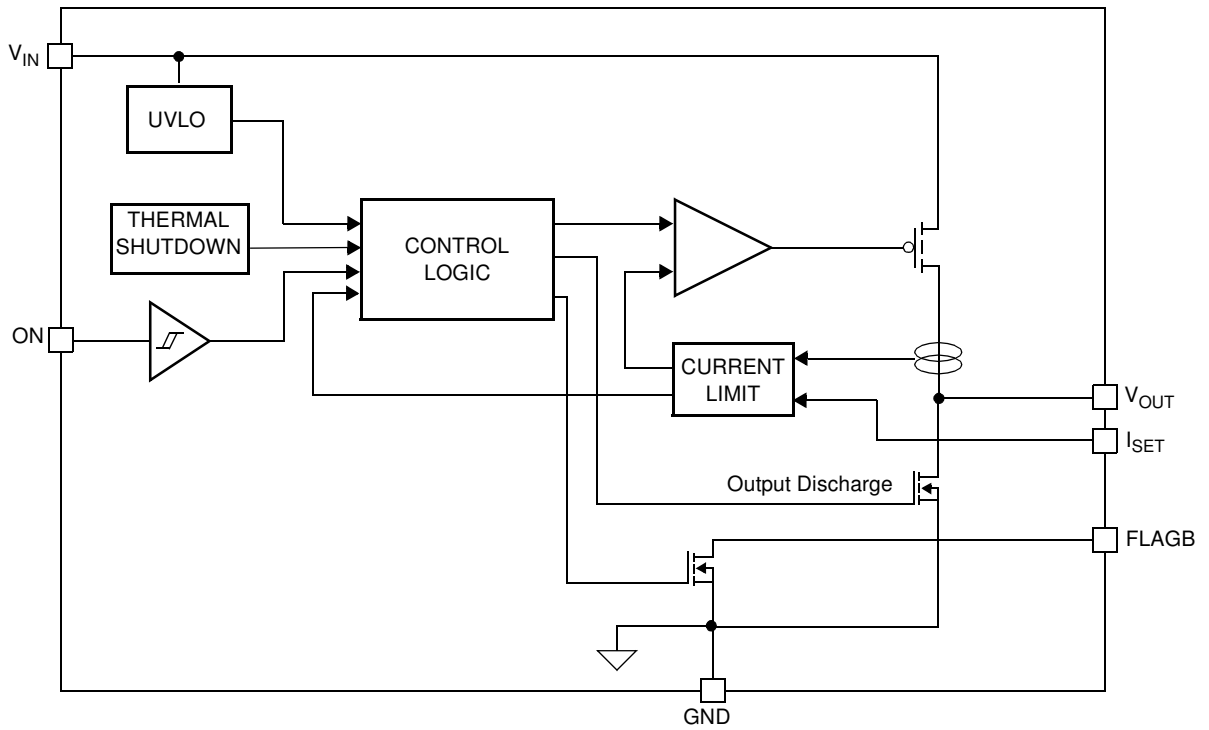 VIN
UVLO
THERMAL
SHUTDOWN
CONTROL
LOGIC
ON
CURRENT
LIMIT
VOUT
ISET
Output Discharge
FLAGB
GND